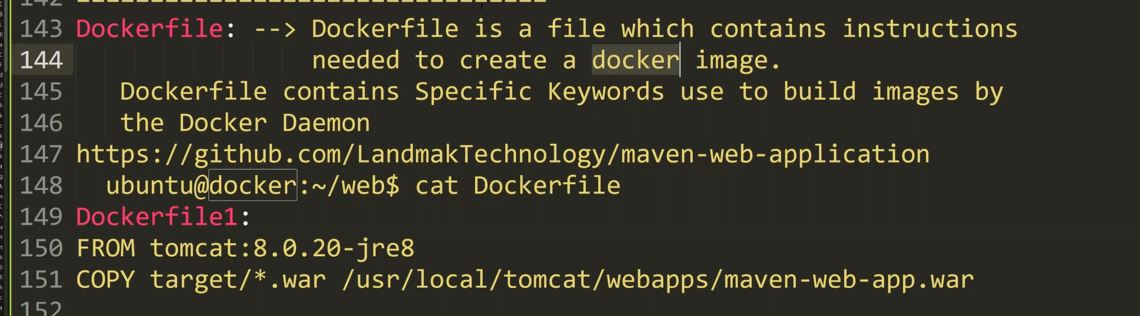 142 --------------------------------
143 Dockerfile: --> Dockerfile is a file which contains instructions
144 needed to create a docker image.
145 Dockerfile contains Specific Keywords use to build images by
146 the Docker Daemon
147 https://github.com/LandmakTechnology/maven-web-application
148 ubuntu@docker:~/web$ cat Dockerfile
149 Dockerfile1:
150 FROM tomcat:8.0.20-jre8
151 COPY target/*.war /usr/local/tomcat/webapps/maven-web-app.war
152